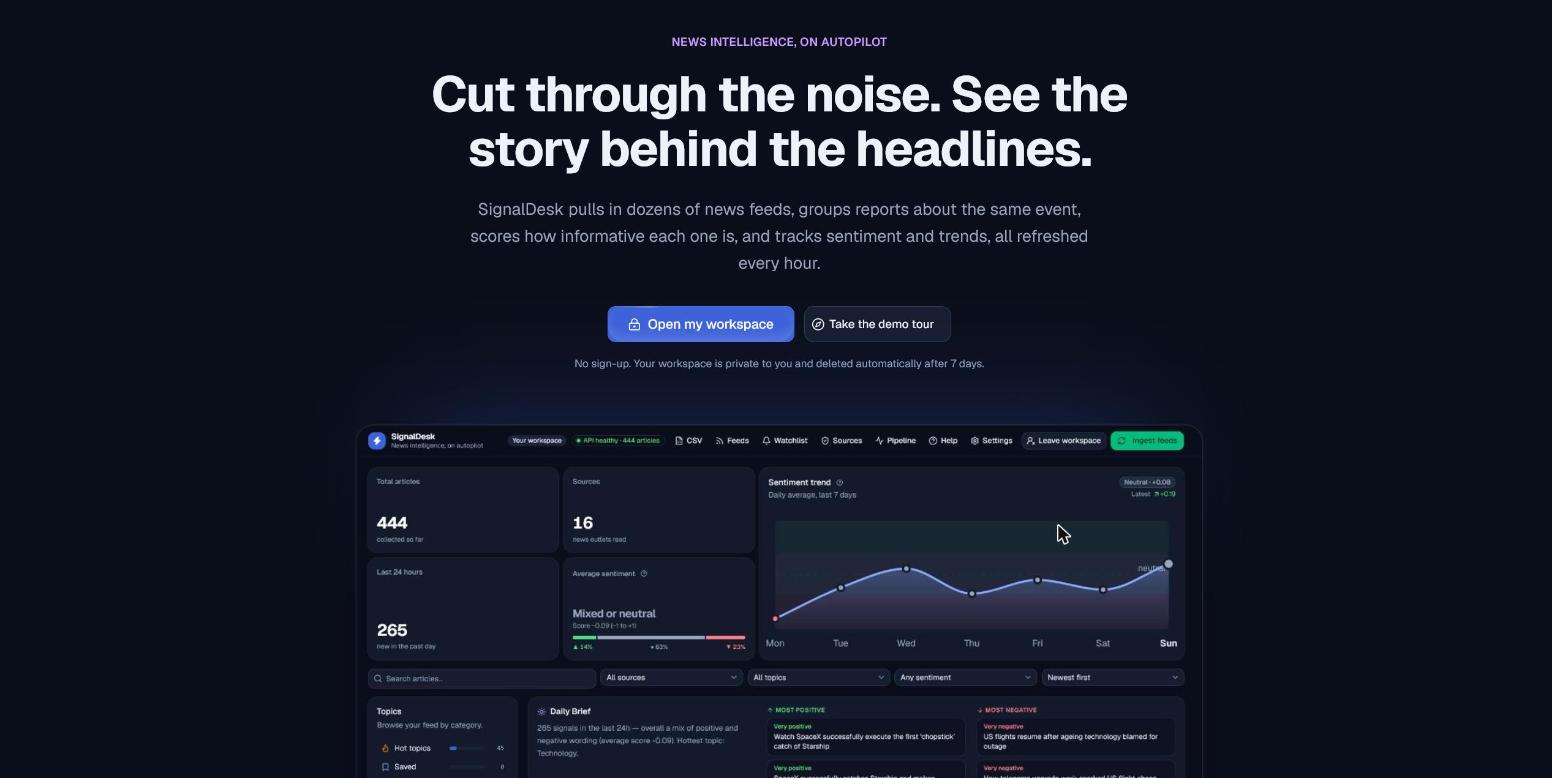 NEWS INTELLIGENCE, ON AUTOPILOT
Cut through the noise. See the
story behind the headlines.
SignalDesk pulls in dozens of news feeds, groups reports about the same event,
scores how informative each one is, and tracks sentiment and trends, all refreshed
every hour.
Open my workspace
Take the demo tour
No sign-up. Your workspace is private to you and deleted automatically after 7 days.
SignalDesk
News intelligence, on autopilot
Your workspace
API healthy · 444 articles
CSV
Feeds
Watchlist
Sources
Pipeline
Help
Settings
Leave workspace
Ingest feeds
Total articles
444
collected so far
Sources
16
news outlets read
Last 24 hours
265
new in the past day
Average sentiment
Mixed or neutral
Score -0.09 (-1 to +1)
▲ 14%
● 63%
▼ 23%
Sentiment trend
Daily average, last 7 days
Neutral · +0.08
Latest ↗ +0.19
neutral
Mon Tue Wed Thu Fri Sat Sun
Search articles...
All sources
All topics
Any sentiment
Newest first
Topics
Browse your feed by category.
Hot topics 45
Saved 0
Daily Brief
265 signals in the last 24h — overall a mix of positive and
negative wording (average score -0.09). Hottest topic:
Technology.
↑ MOST POSITIVE
Very positive
Watch SpaceX successfully execute the first 'chopstick'
catch of Starship
Very positive
↓ MOST NEGATIVE
Very negative
US flights resume after ageing technology blamed for
outage
Very negative